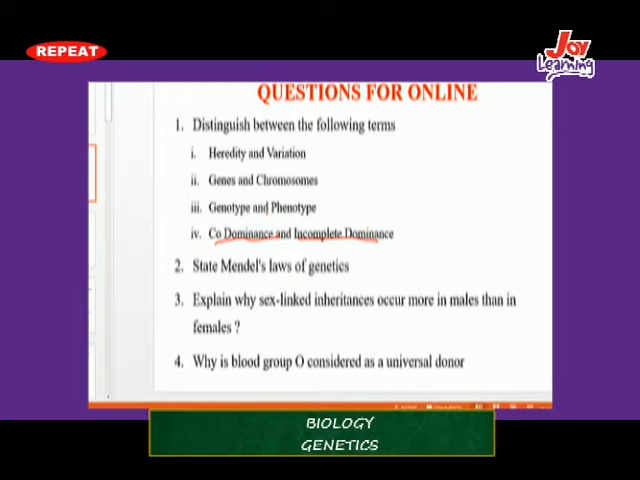 REPEAT
Joy
Learning
QUESTIONS FOR ONLINE
1. Distinguish between the following terms
i. Heredity and Variation
ii. Genes and Chromosomes
iii. Genotype and Phenotype
iv. Co Dominance and Incomplete Dominance
2. State Mendel's laws of genetics
3. Explain why sex-linked inheritances occur more in males than in
females ?
4. Why is blood group O considered as a universal donor
BIOLOGY
GENETICS